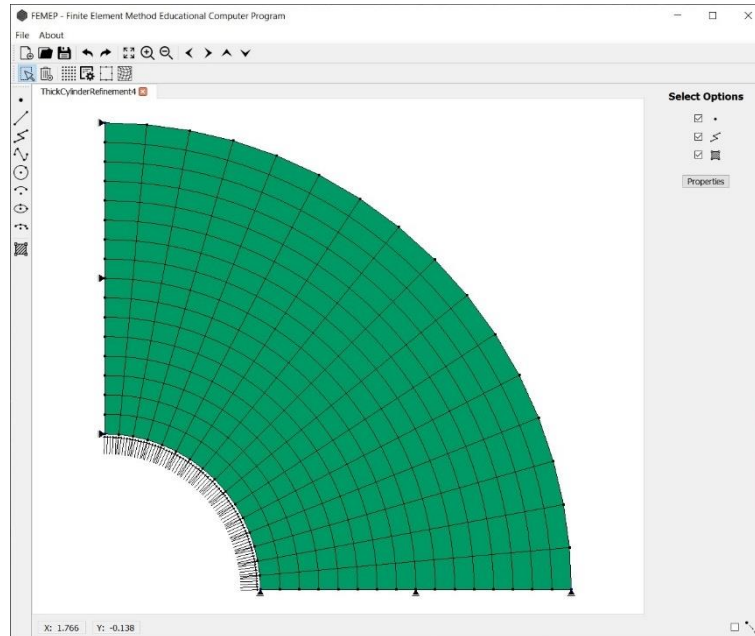 FEMEP - Finite Element Method Educational Computer Program
File About
ThickCylinderRefinement4
Select Options
Properties
X: 1.766 Y: -0.138